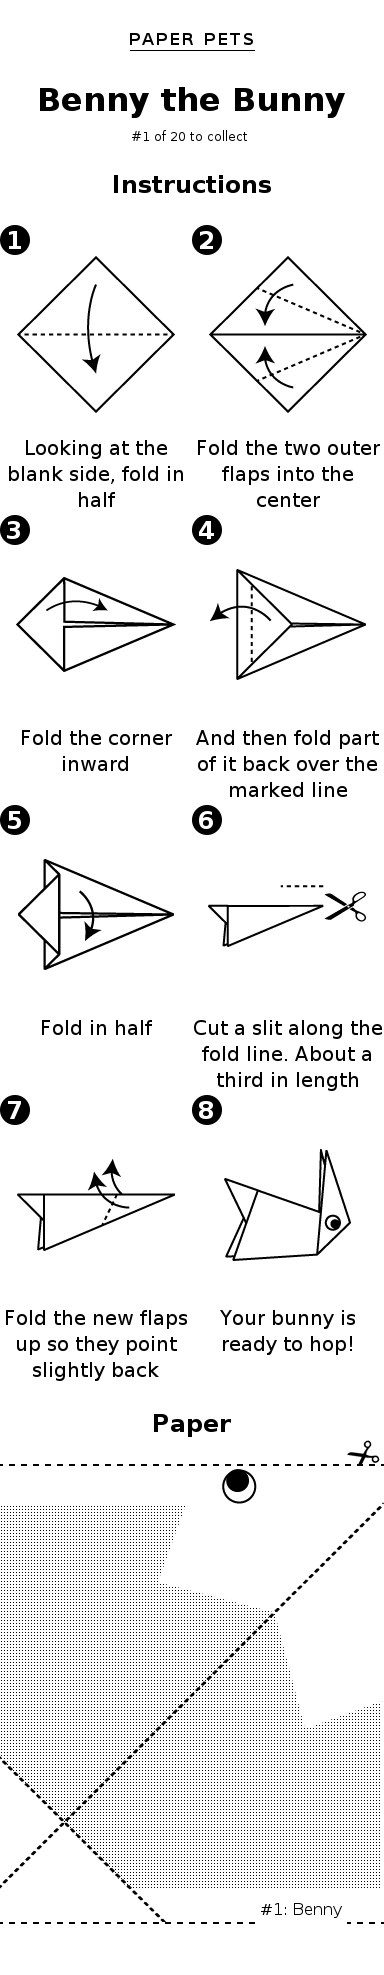 PAPER PETS
Benny the Bunny
#1 of 20 to collect
Instructions
1
Looking at the
blank side, fold in
half
2
Fold the two outer
flaps into the
center
3
Fold the corner
inward
4
And then fold part
of it back over the
marked line
5
Fold in half
6
Cut a slit along the
fold line. About a
third in length
7
Fold the new flaps
up so they point
slightly back
8
Your bunny is
ready to hop!
Paper
#1: Benny